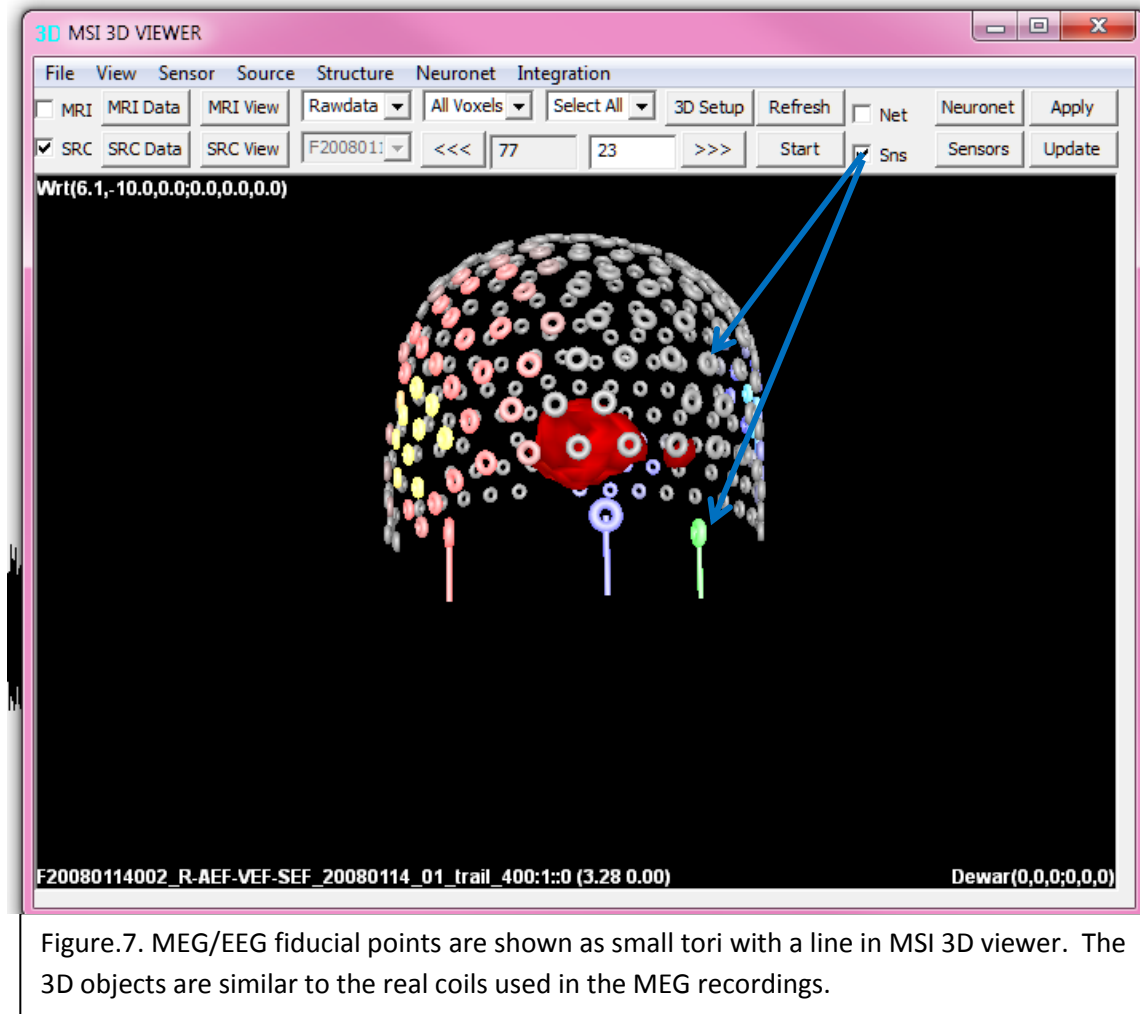 3D MSI 3D VIEWER
File View Sensor Source Structure Neuronet Integration
MRI MRI Data MRI View Rawdata All Voxels Select All 3D Setup Refresh Net Neuronet Apply
SRC SRC Data SRC View <<< 77 23 >>> Start Sns Sensors Update
Wrt(6.1,-10.0,0.0;0.0,0.0,0.0)
F20080114002_R-AEF-VEF-SEF_20080114_01_trail_400:1::0 (3.28 0.00) Dewar(0,0,0;0,0,0)
Figure.7. MEG/EEG fiducial points are shown as small tori with a line in MSI 3D viewer. The
3D objects are similar to the real coils used in the MEG recordings.